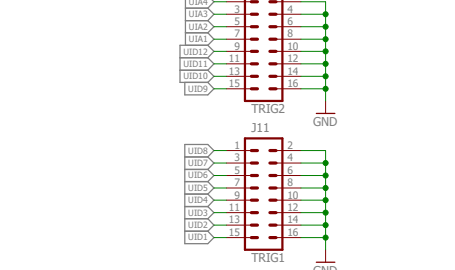 UIA4
UIA3 3 4
UIA2 5 6
UIA1 7 8
UID12 9 10
UID11 11 12
UID10 13 14
UID9 15 16
TRIG2
GND
J11
UID8 1 2
UID7 3 4
UID6 5 6
UID5 7 8
UID4 9 10
UID3 11 12
UID2 13 14
UID1 15 16
TRIG1
GND